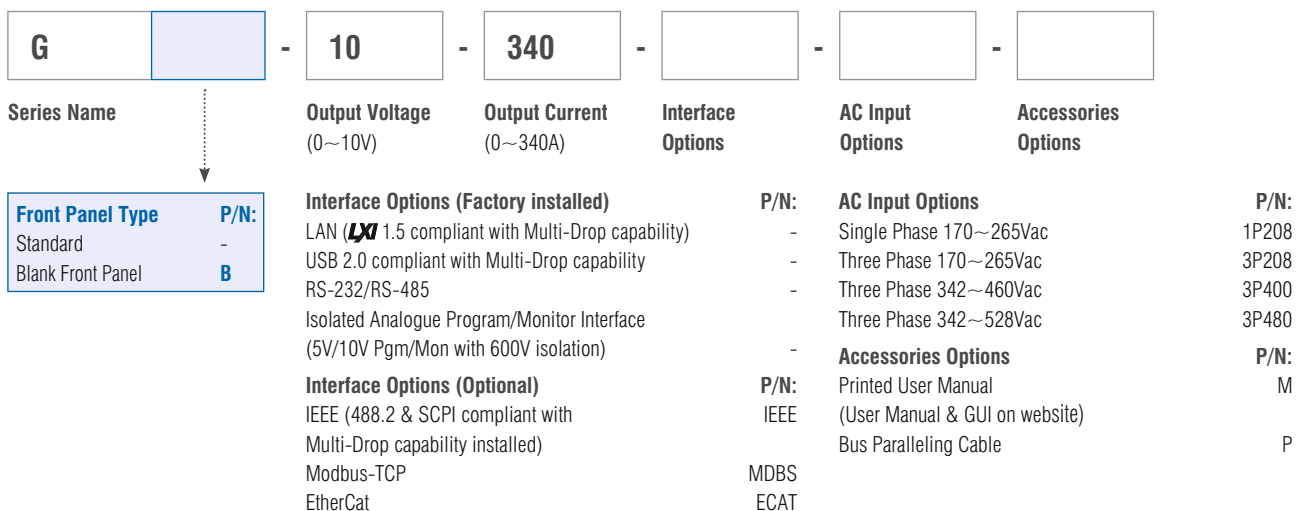 G - 10 - 340 - - -
Series Name
Output Voltage
(0~10V)
Output Current
(0~340A)
Interface
Options
AC Input
Options
Accessories
Options
Front Panel Type P/N:
Standard -
Blank Front Panel B
Interface Options (Factory installed) P/N:
LAN (LXI 1.5 compliant with Multi-Drop capability) -
USB 2.0 compliant with Multi-Drop capability -
RS-232/RS-485 -
Isolated Analogue Program/Monitor Interface
(5V/10V Pgm/Mon with 600V isolation) -
Interface Options (Optional) P/N:
IEEE (488.2 & SCPI compliant with IEEE
Multi-Drop capability installed)
Modbus-TCP MDBS
EtherCat ECAT
AC Input Options P/N:
Single Phase 170~265Vac 1P208
Three Phase 170~265Vac 3P208
Three Phase 342~460Vac 3P400
Three Phase 342~528Vac 3P480
Accessories Options P/N:
Printed User Manual M
(User Manual & GUI on website)
Bus Paralleling Cable P